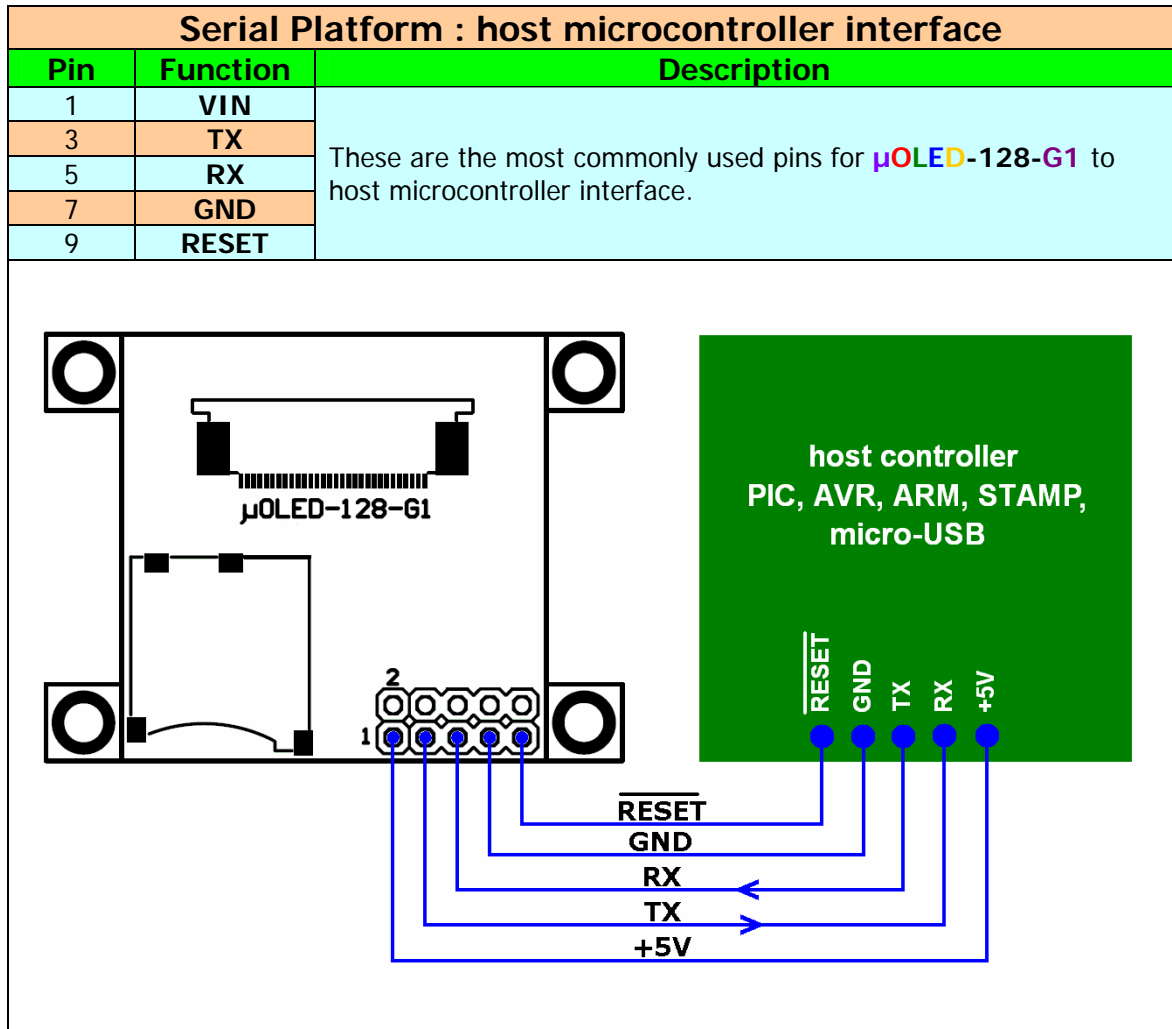 Serial Platform : host microcontroller interface
Pin Function Description
1 VIN
3 TX
5 RX
7 GND
9 RESET
These are the most commonly used pins for µOLED-128-G1 to
host microcontroller interface.
µOLED-128-G1
host controller
PIC, AVR, ARM, STAMP,
micro-USB
RESET
GND
TX
RX
+5V
2
1
RESET
GND
RX
TX
+5V